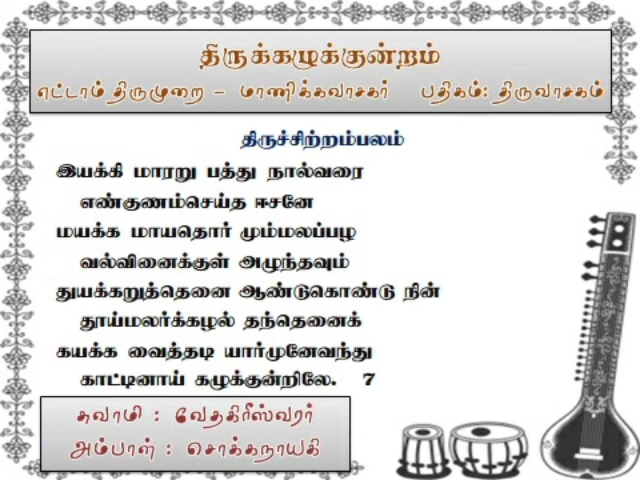 திருக்கழுக்குன்றம்
எட்டாம் திருமுறை – மாணிக்கவாசகர் பதிகம்: திருவாசகம்
திருச்சிற்றம்பலம்
இயக்கி மாரறு பத்து நால்வரை
எண்குணம்செய்த ஈசனே
மயக்க மாயதொர் மும்மலப்பழ
வல்வினைக்குள் அழுந்தவும்
துயக்கறுத்தெனை ஆண்டுகொண்டு நின்
தூய்மலர்க்கழல் தந்தெனைக்
கயக்க வைத்தடி யார்முனேவந்து
காட்டினாய் கழுக்குன்றிலே. 7
சுவாமி : வேதகிரீஸ்வரர்
அம்பாள் : சொக்கநாயகி